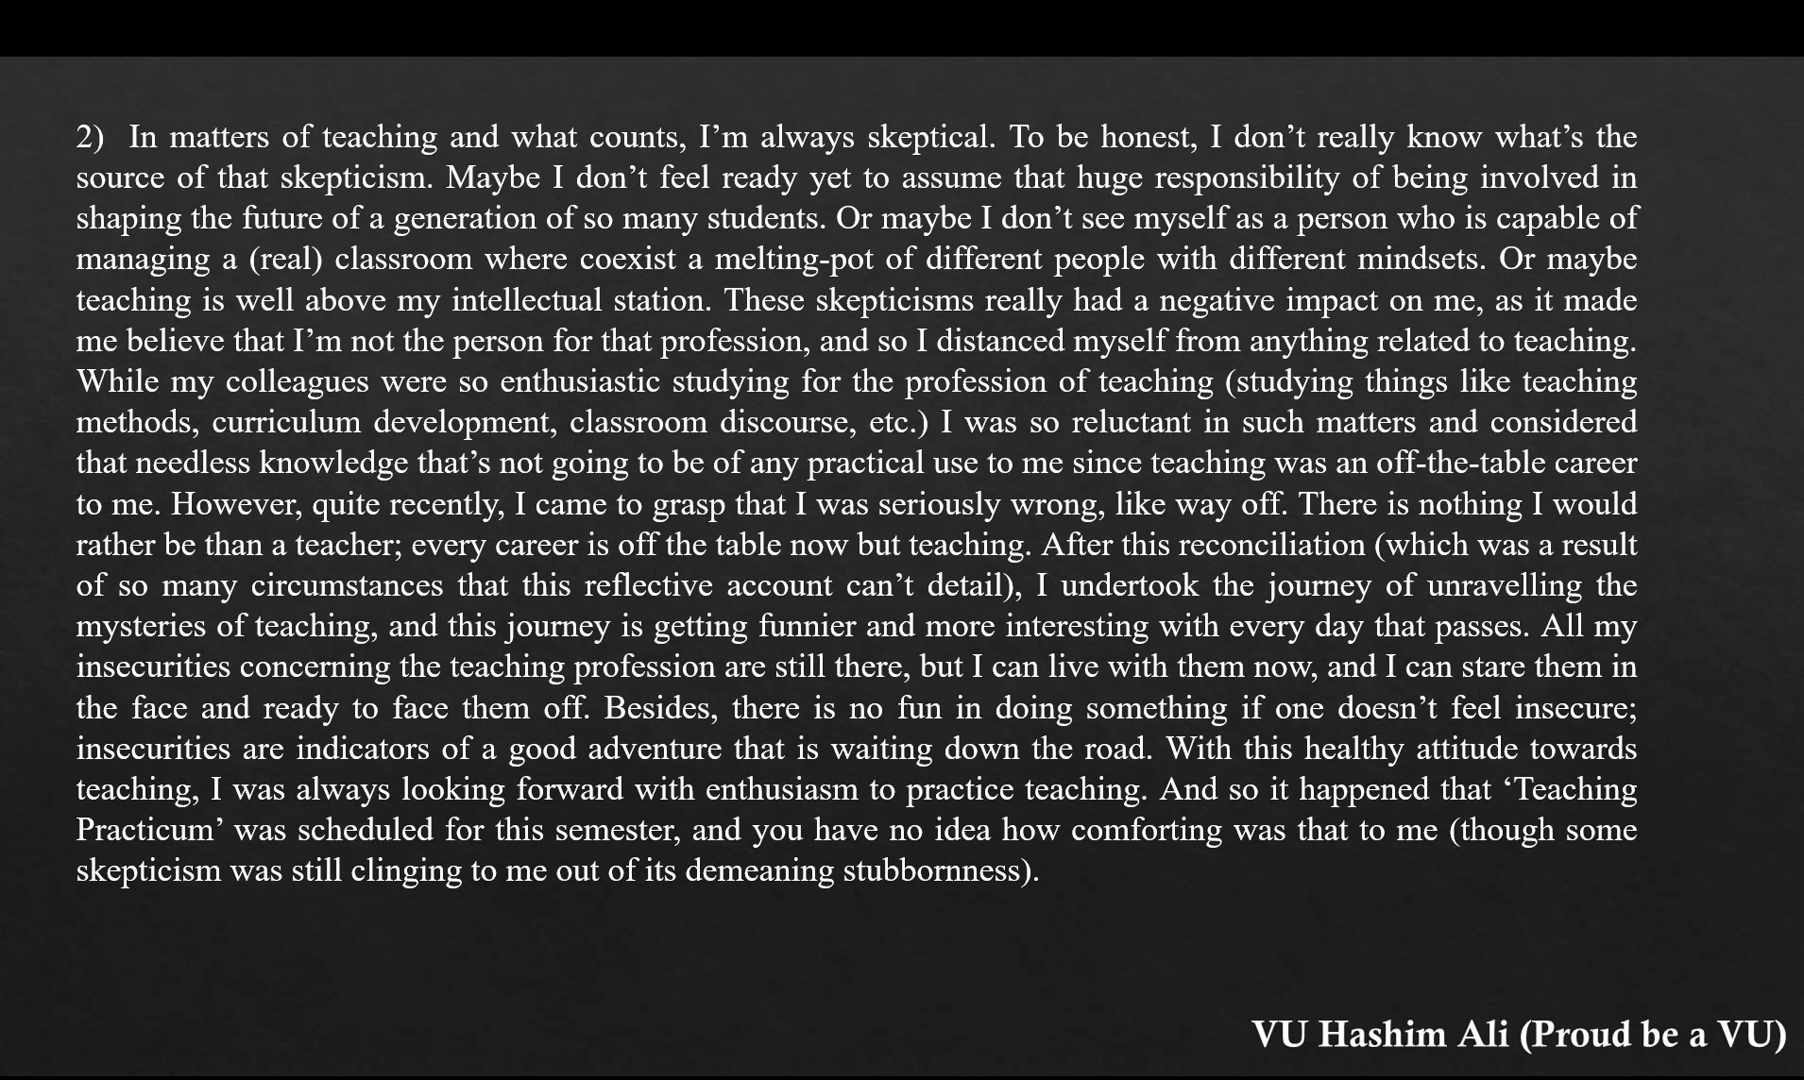 2) In matters of teaching and what counts, I’m always skeptical. To be honest, I don’t really know what’s the
source of that skepticism. Maybe I don’t feel ready yet to assume that huge responsibility of being involved in
shaping the future of a generation of so many students. Or maybe I don’t see myself as a person who is capable of
managing a (real) classroom where coexist a melting-pot of different people with different mindsets. Or maybe
teaching is well above my intellectual station. These skepticisms really had a negative impact on me, as it made
me believe that I’m not the person for that profession, and so I distanced myself from anything related to teaching.
While my colleagues were so enthusiastic studying for the profession of teaching (studying things like teaching
methods, curriculum development, classroom discourse, etc.) I was so reluctant in such matters and considered
that needless knowledge that’s not going to be of any practical use to me since teaching was an off-the-table career
to me. However, quite recently, I came to grasp that I was seriously wrong, like way off. There is nothing I would
rather be than a teacher; every career is off the table now but teaching. After this reconciliation (which was a result
of so many circumstances that this reflective account can’t detail), I undertook the journey of unravelling the
mysteries of teaching, and this journey is getting funnier and more interesting with every day that passes. All my
insecurities concerning the teaching profession are still there, but I can live with them now, and I can stare them in
the face and ready to face them off. Besides, there is no fun in doing something if one doesn’t feel insecure;
insecurities are indicators of a good adventure that is waiting down the road. With this healthy attitude towards
teaching, I was always looking forward with enthusiasm to practice teaching. And so it happened that ‘Teaching
Practicum’ was scheduled for this semester, and you have no idea how comforting was that to me (though some
skepticism was still clinging to me out of its demeaning stubbornness).
VU Hashim Ali (Proud be a VU)